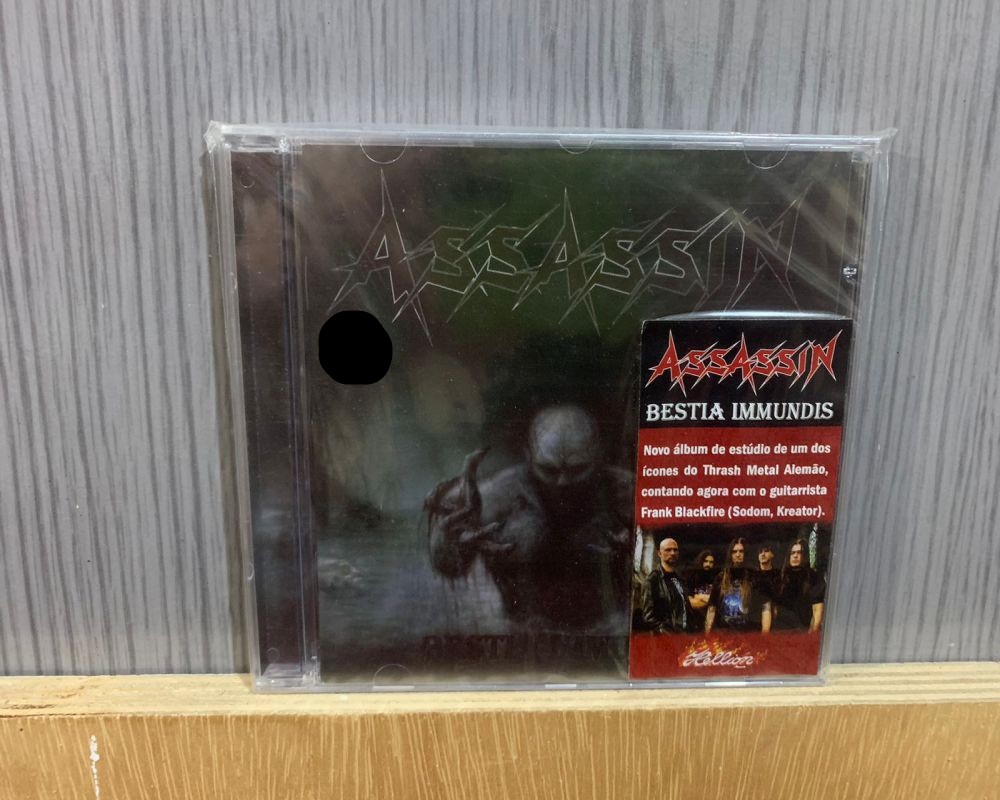 ASSASSIN
ASSASSIN
BESTIA IMMUNDIS
Novo álbum de estúdio de um dos
ícones do Thrash Metal Alemão,
contando agora com o guitarrista
Frank Blackfire (Sodom, Kreator).
Hellion